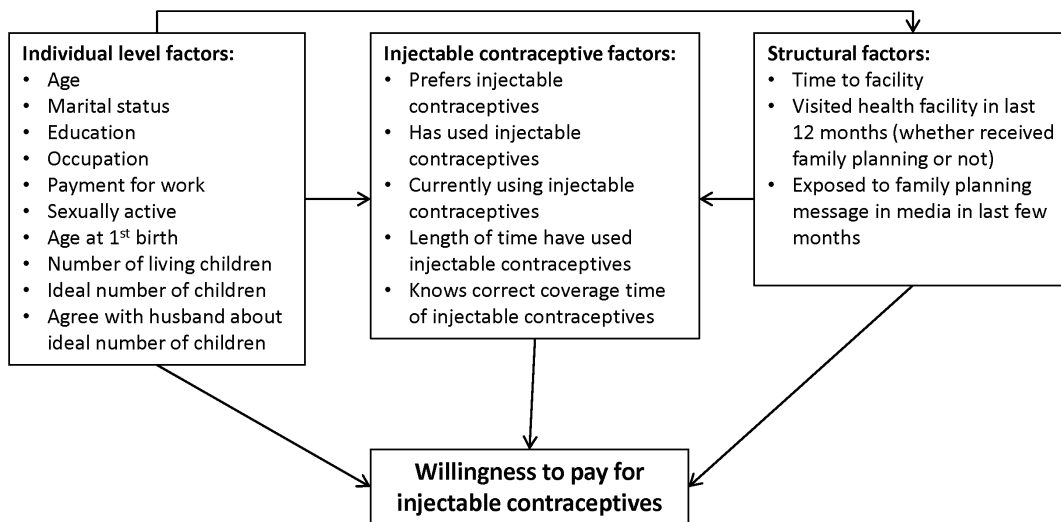 Individual level factors:
• Age
• Marital status
• Education
• Occupation
• Payment for work
• Sexually active
• Age at 1st birth
• Number of living children
• Ideal number of children
• Agree with husband about
ideal number of children
Injectable contraceptive factors:
• Prefers injectable
contraceptives
• Has used injectable
contraceptives
• Currently using injectable
contraceptives
• Length of time have used
injectable contraceptives
• Knows correct coverage time
of injectable contraceptives
Structural factors:
• Time to facility
• Visited health facility in last
12 months (whether received
family planning or not)
• Exposed to family planning
message in media in last few
months
Willingness to pay for
injectable contraceptives